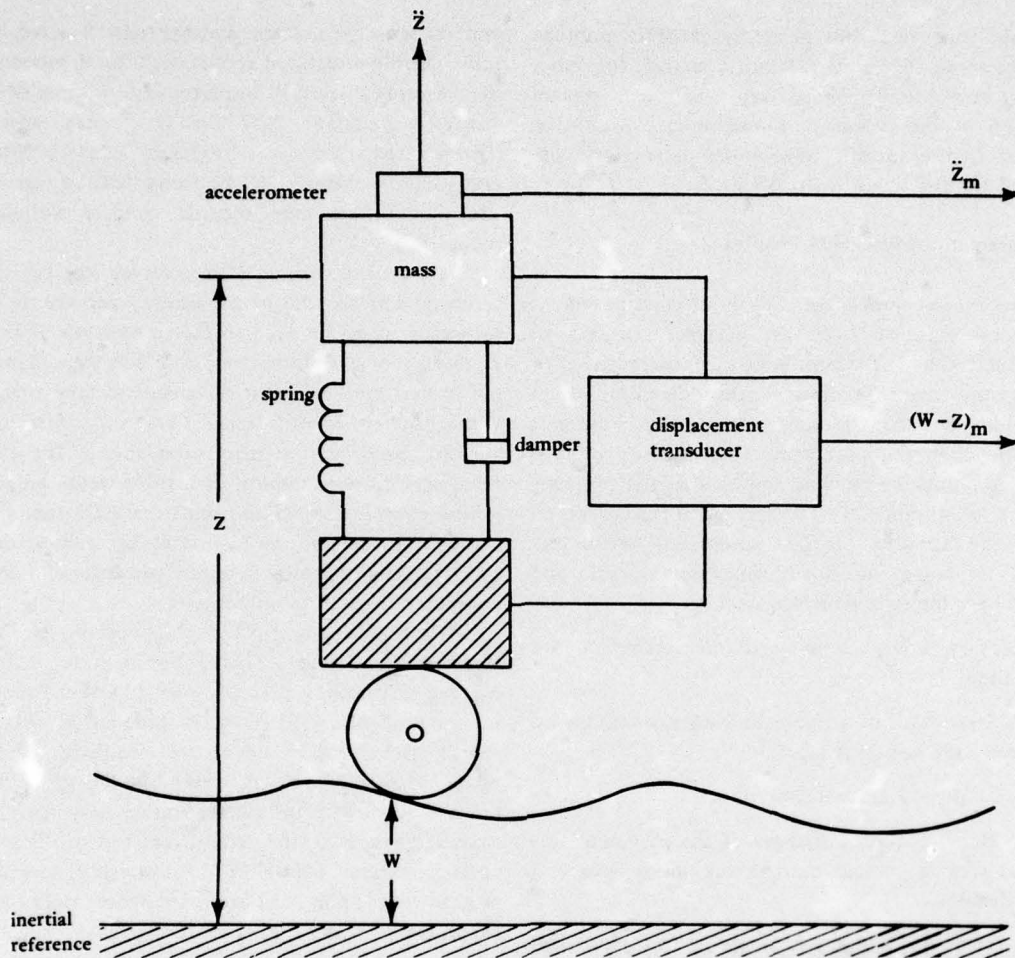 Z̈
accelerometer
Z̈m
mass
spring
damper
displacement
transducer
(W – Z)m
Z
W
inertial
reference